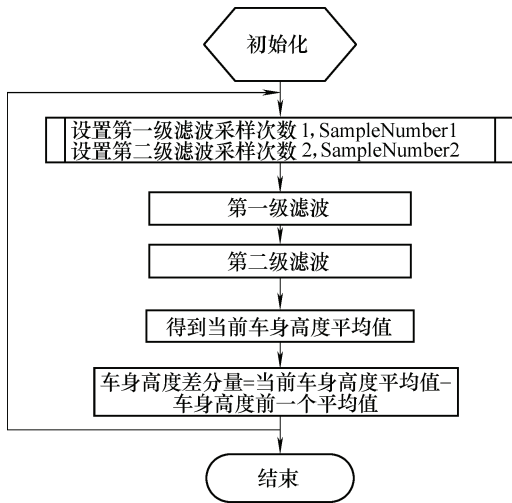 初始化
设置第一级滤波采样次数1,SampleNumber1
设置第二级滤波采样次数2,SampleNumber2
第一级滤波
第二级滤波
得到当前车身高度平均值
车身高度差分量=当前车身高度平均值–
车身高度前一个平均值
结束